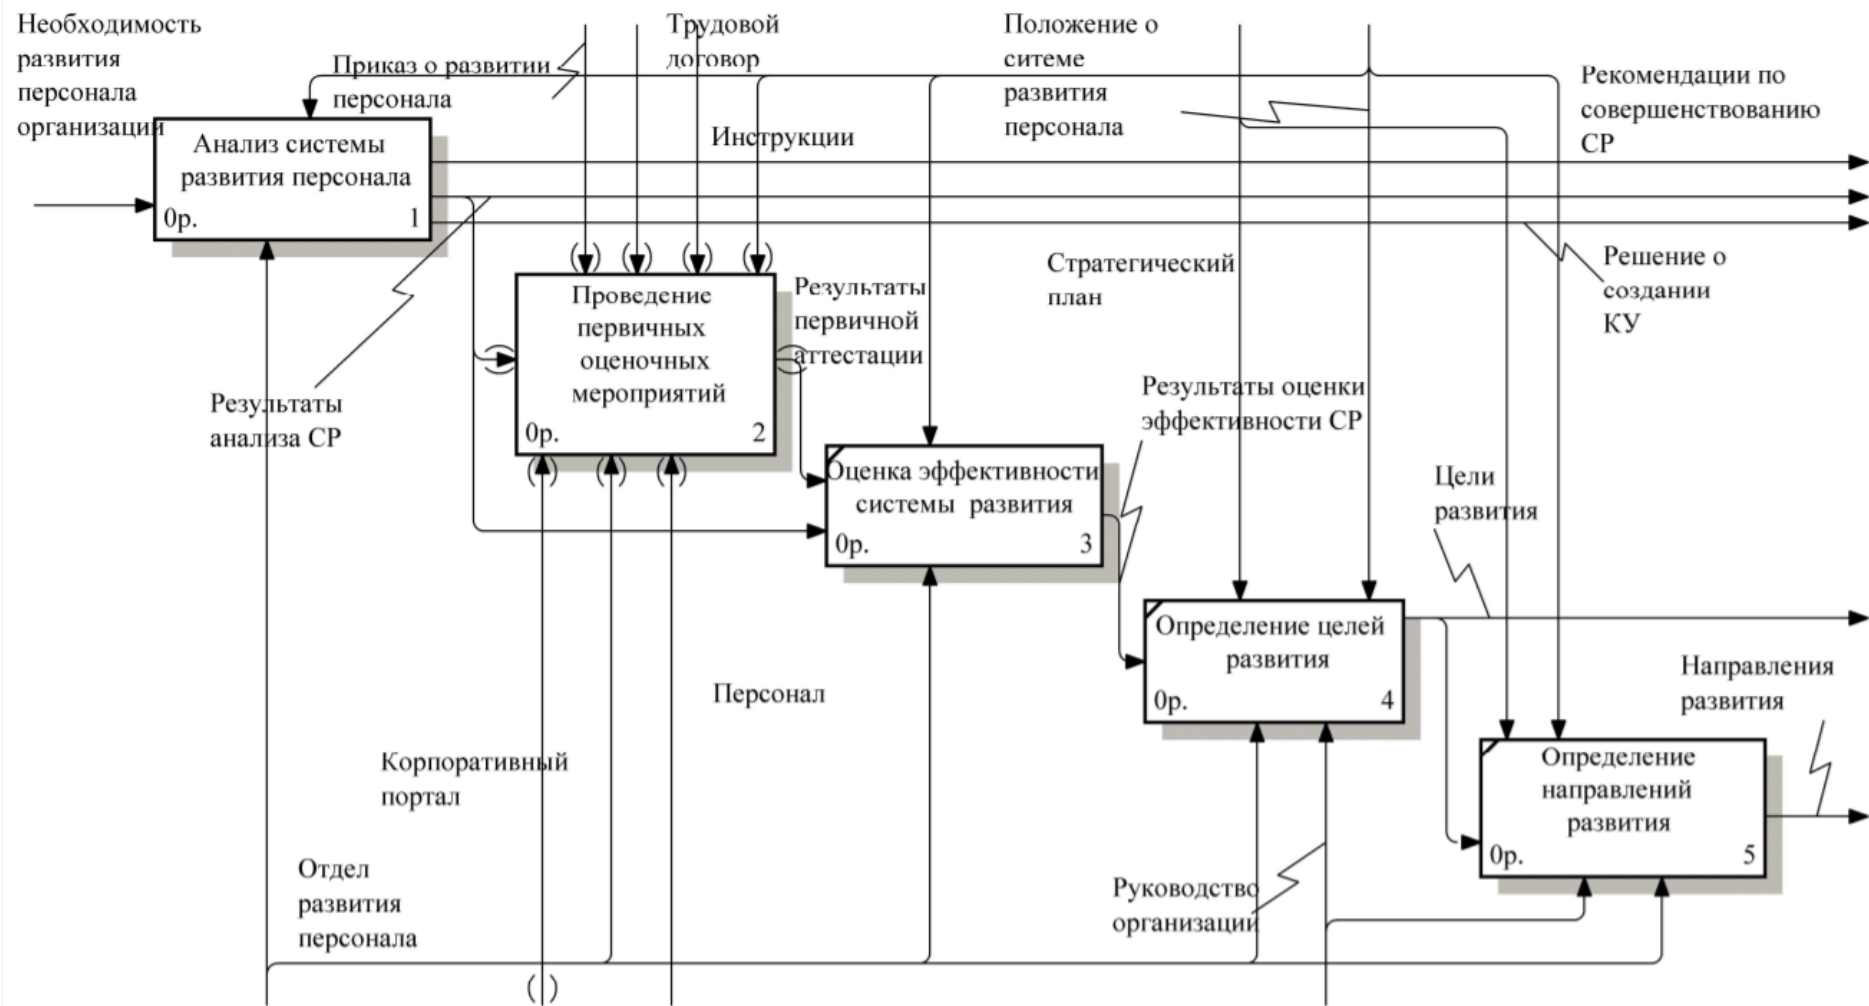 Необходимость
развития
персонала
организации
Приказ о развитии
персонала
Трудовой
договор
Положение о
ситеме
развития
персонала
Рекомендации по
совершенствованию
СР
Инструкции
Анализ системы
развития персонала
0р. 1
Решение о
создании
КУ
Стратегический
план
Результаты
первичной
аттестации
Проведение
первичных
оценочных
мероприятий
0р. 2
Результаты
анализа СР
Результаты оценки
эффективности СР
Оценка эффективности
системы развития
0р. 3
Цели
развития
Определение целей
развития
0р. 4
Направления
развития
Персонал
Корпоративный
портал
Определение
направлений
развития
0р. 5
Отдел
развития
персонала
Руководство
организации